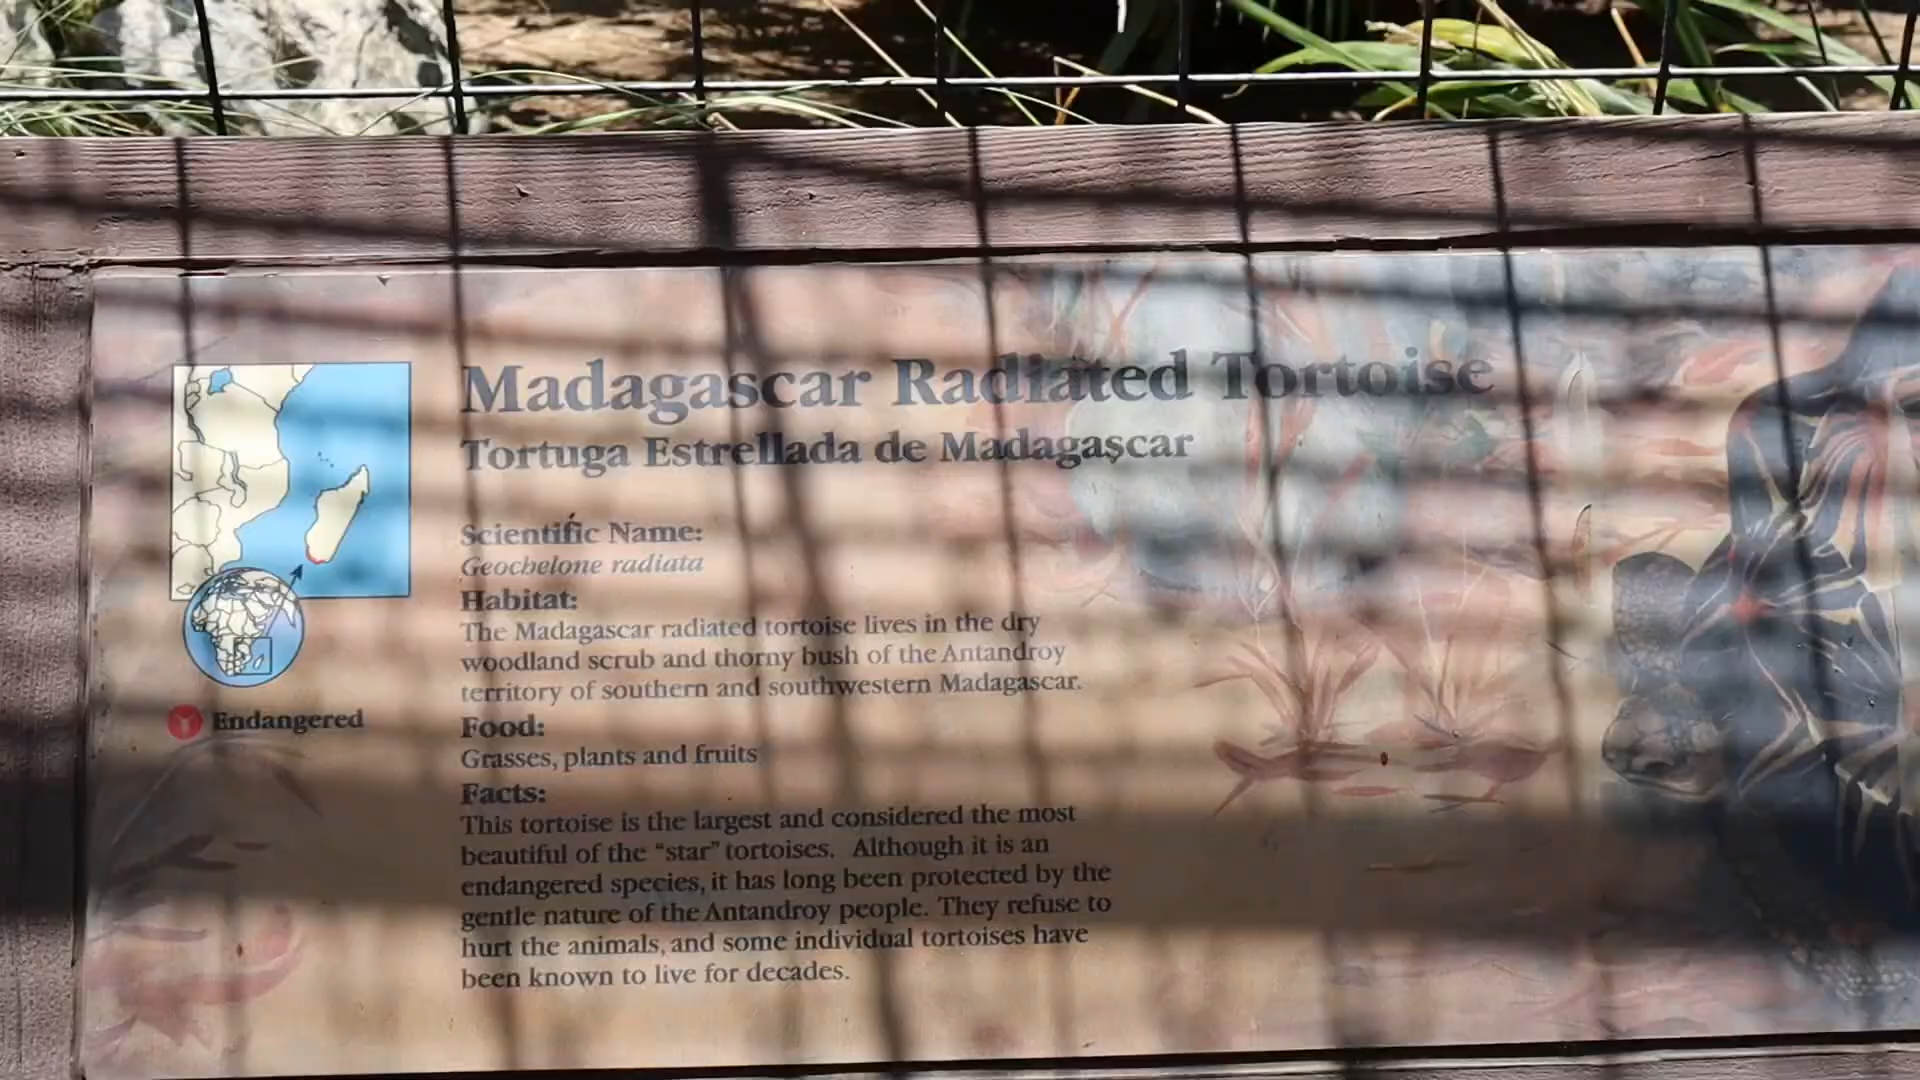 Madagascar Radiated Tortoise
Tortuga Estrellada de Madagascar
Scientific Name:
Geochelone radiata
Habitat:
The Madagascar radiated tortoise lives in the dry
woodland scrub and thorny bush of the Antandroy
territory of southern and southwestern Madagascar.
Endangered
Food:
Grasses, plants and fruits
Facts:
This tortoise is the largest and considered the most
beautiful of the “star” tortoises. Although it is an
endangered species, it has long been protected by the
gentle nature of the Antandroy people. They refuse to
hurt the animals, and some individual tortoises have
been known to live for decades.